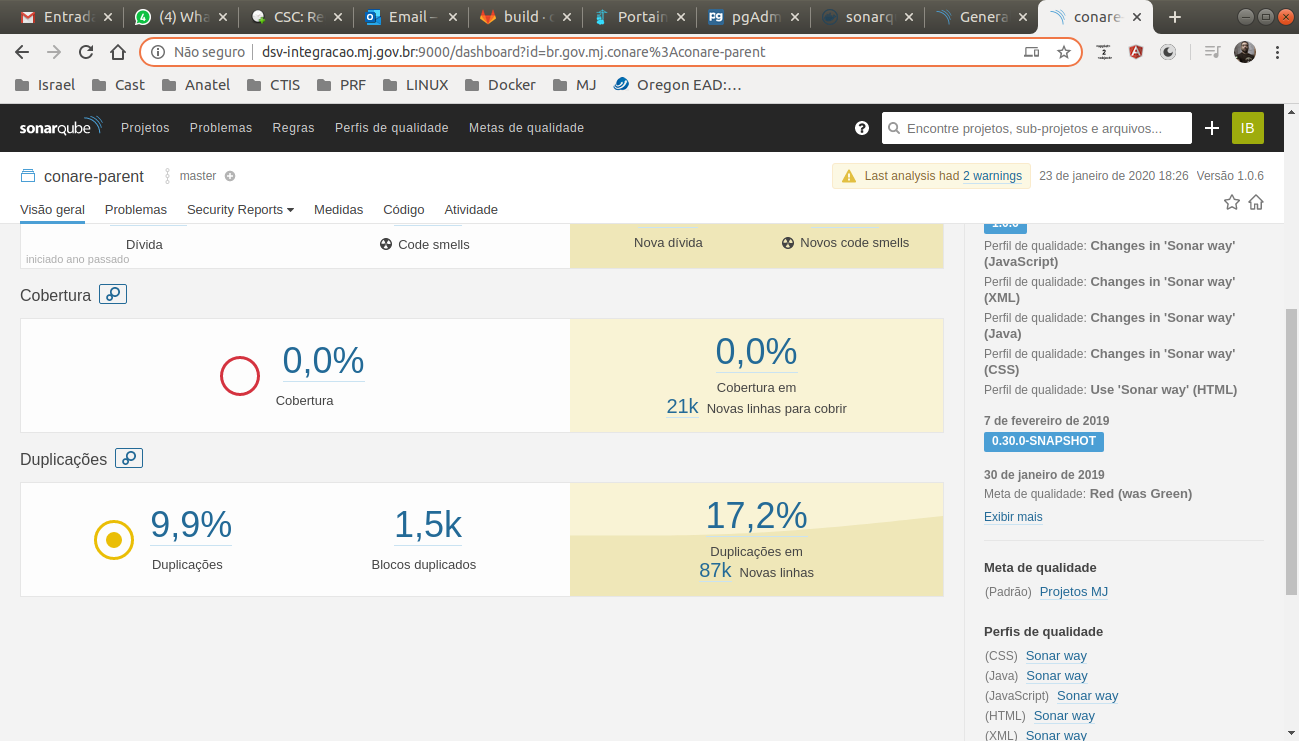 Entrada
(4) Wha
CSC: Re
Email –
build · c
Portain
pgAdm
sonarq
Genera
conare-
Não seguro
dsv-integracao.mj.gov.br:9000/dashboard?id=br.gov.mj.conare%3Aconare-parent
Israel
Cast
Anatel
CTIS
PRF
LINUX
Docker
MJ
Oregon EAD:...
sonarqube
Projetos
Problemas
Regras
Perfis de qualidade
Metas de qualidade
Encontre projetos, sub-projetos e arquivos...
IB
conare-parent
master
Last analysis had 2 warnings
23 de janeiro de 2020 18:26
Versão 1.0.6
Visão geral
Problemas
Security Reports
Medidas
Código
Atividade
Dívida
Code smells
iniciado ano passado
Nova dívida
Novos code smells
Cobertura
0,0%
Cobertura
0,0%
Cobertura em
21k Novas linhas para cobrir
Duplicações
9,9%
Duplicações
1,5k
Blocos duplicados
17,2%
Duplicações em
87k Novas linhas
Perfil de qualidade: Changes in 'Sonar way'
(JavaScript)
Perfil de qualidade: Changes in 'Sonar way'
(XML)
Perfil de qualidade: Changes in 'Sonar way'
(Java)
Perfil de qualidade: Changes in 'Sonar way'
(CSS)
Perfil de qualidade: Use 'Sonar way' (HTML)
7 de fevereiro de 2019
0.30.0-SNAPSHOT
30 de janeiro de 2019
Meta de qualidade: Red (was Green)
Exibir mais
Meta de qualidade
(Padrão) Projetos MJ
Perfis de qualidade
(CSS) Sonar way
(Java) Sonar way
(JavaScript) Sonar way
(HTML) Sonar way
(XML) Sonar way